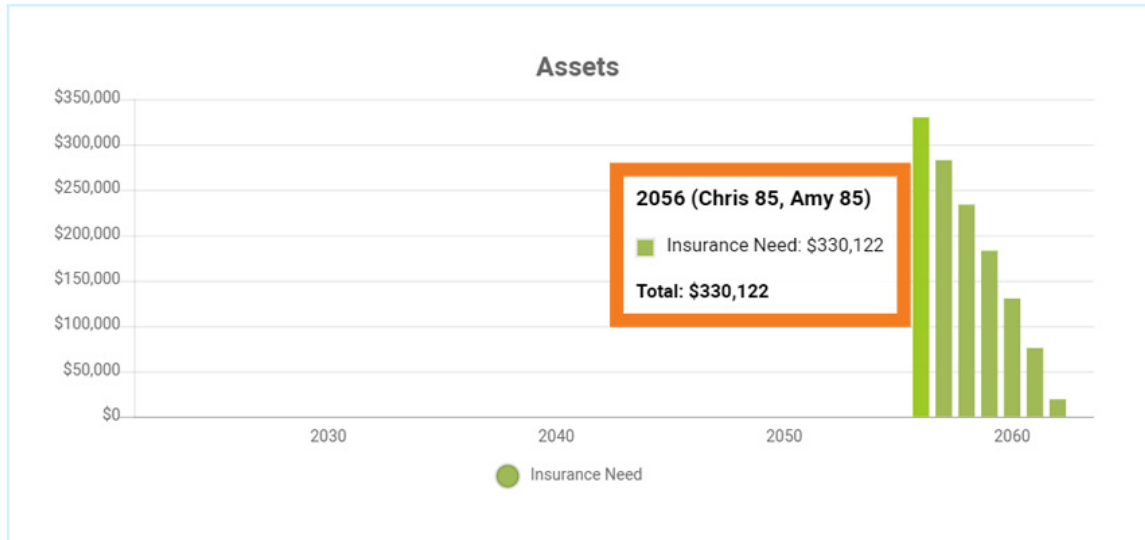 Assets
$350,000
$300,000
$250,000
$200,000
$150,000
$100,000
$50,000
$0
2056 (Chris 85, Amy 85)
Insurance Need: $330,122
Total: $330,122
2030 2040 2050 2060
Insurance Need